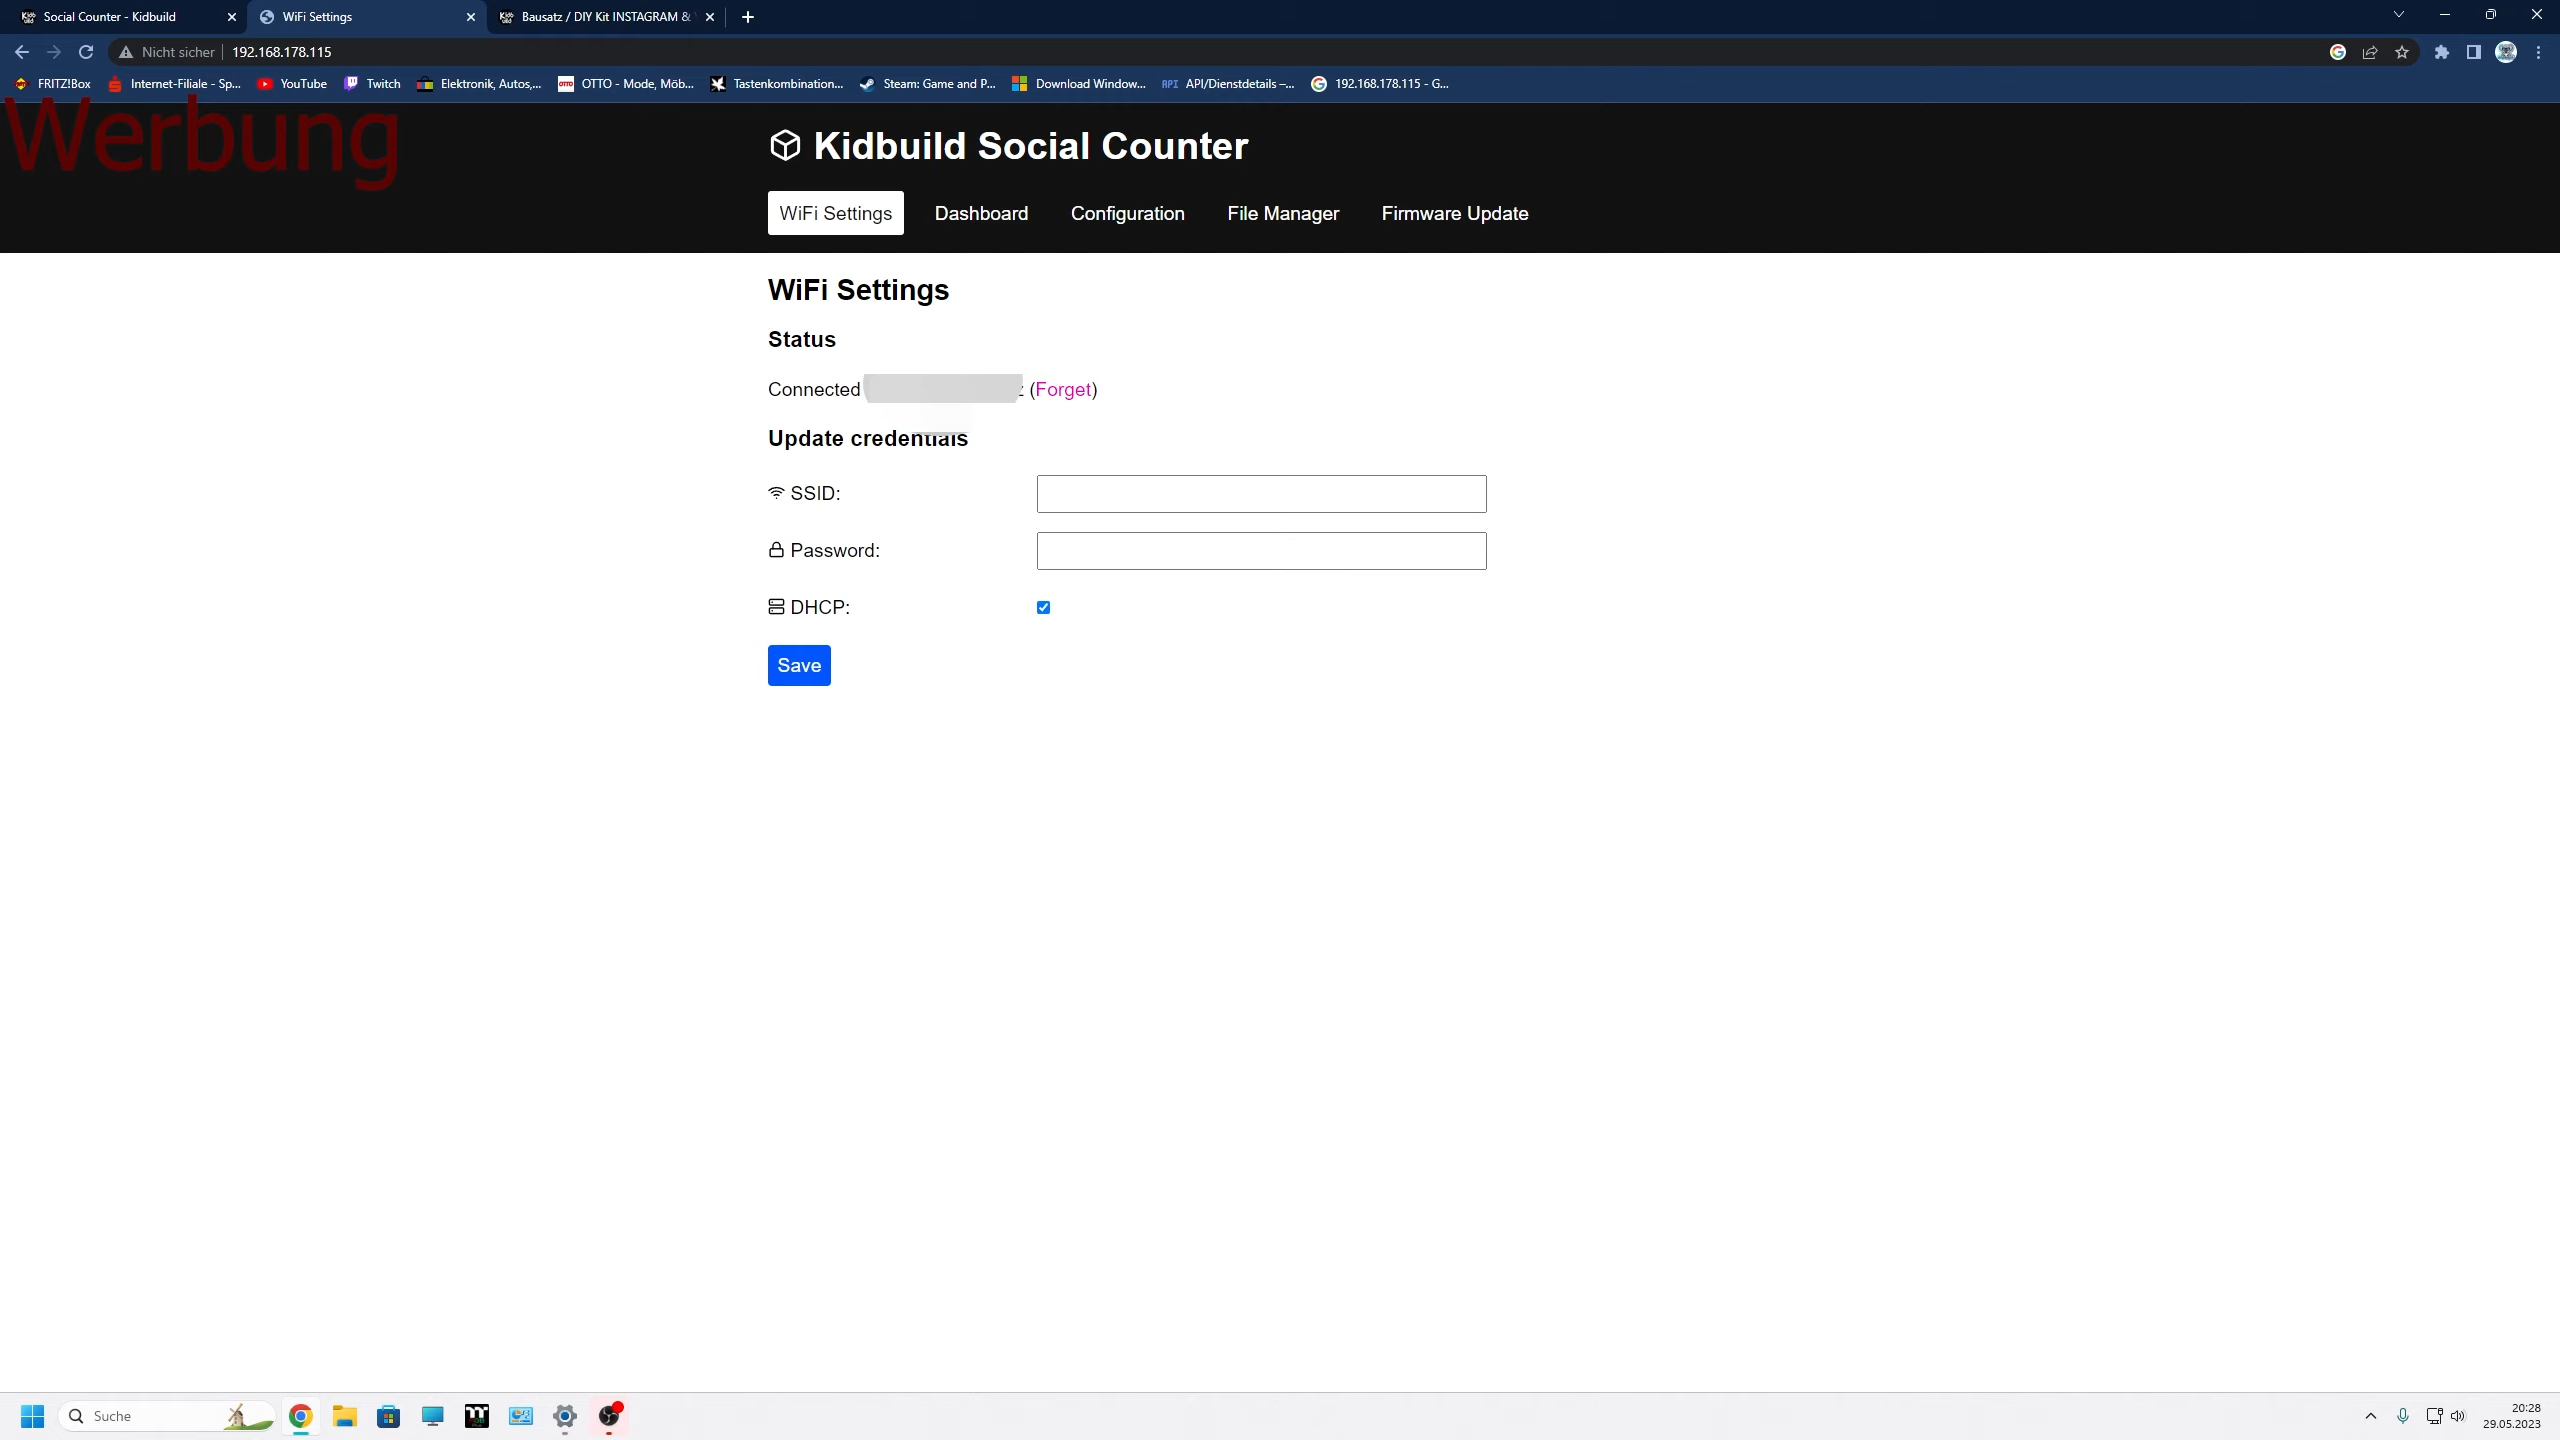 Social Counter - Kidbuild
WiFi Settings
Bausatz / DIY Kit INSTAGRAM &
Nicht sicher
192.168.178.115
FRITZ!Box
Internet-Filiale - Sp...
YouTube
Twitch
Elektronik, Autos,...
OTTO - Mode, Möb...
Tastenkombination...
Steam: Game and P...
Download Window...
API API/Dienstdetails –...
192.168.178.115 - G...
Werbung
Kidbuild Social Counter
WiFi Settings
Dashboard
Configuration
File Manager
Firmware Update
WiFi Settings
Status
Connected (Forget)
Update credentials
SSID:
Password:
DHCP:
Save
Suche
20:28
29.05.2023